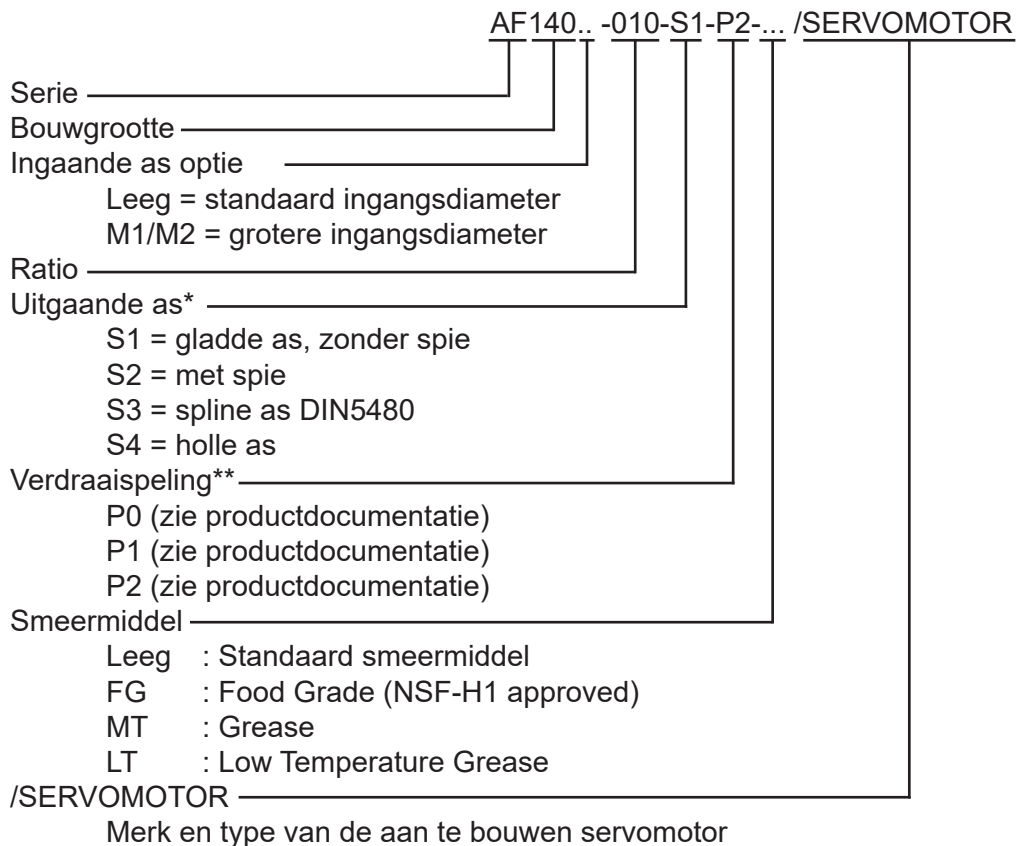 AF140.. -010-S1-P2-... /SERVOMOTOR
Serie
Bouwgrootte
Ingaande as optie
Leeg = standaard ingangsdiameter
M1/M2 = grotere ingangsdiameter
Ratio
Uitgaande as*
S1 = gladde as, zonder spie
S2 = met spie
S3 = spline as DIN5480
S4 = holle as
Verdraaispeling**
P0 (zie productdocumentatie)
P1 (zie productdocumentatie)
P2 (zie productdocumentatie)
Smeermiddel
Leeg : Standaard smeermiddel
FG : Food Grade (NSF-H1 approved)
MT : Grease
LT : Low Temperature Grease
/SERVOMOTOR
Merk en type van de aan te bouwen servomotor